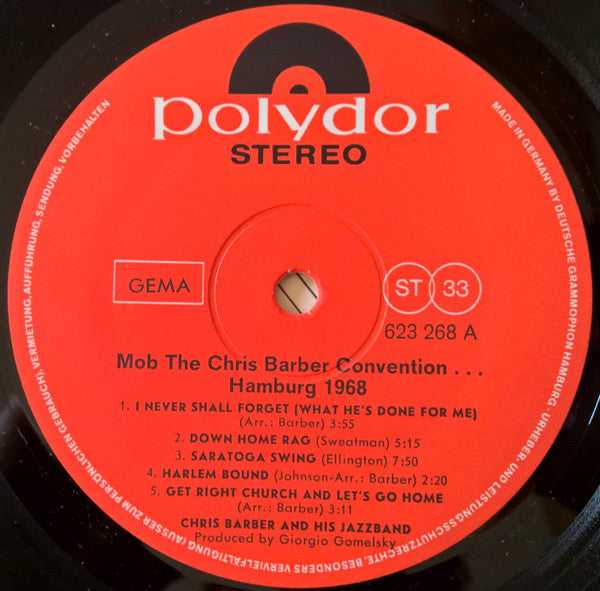 polydor
STEREO
GEMA
ST 33
623 268 A
Mob The Chris Barber Convention . . .
Hamburg 1968
1. I NEVER SHALL FORGET (WHAT HE'S DONE FOR ME)
(Arr.: Barber) 3:55
2. DOWN HOME RAG (Sweatman) 5:15
3. SARATOGA SWING (Ellington) 7:50
4. HARLEM BOUND (Johnson-Arr.: Barber) 2:20
5. GET RIGHT CHURCH AND LET'S GO HOME
(Arr.: Barber) 3:11
CHRIS BARBER AND HIS JAZZBAND
Produced by Giorgio Gomelsky
MADE IN GERMANY BY DEUTSCHE GRAMMOPHON HAMBURG · URHEBER- UND LEISTUNGSSCHUTZRECHTE, BESONDERS VERVIELFÄLTIGUNG (AUSSER ZUM PERSÖNLICHEN GEBRAUCH), VERMIETUNG, AUFFÜHRUNG, SENDUNG, VORBEHALTEN